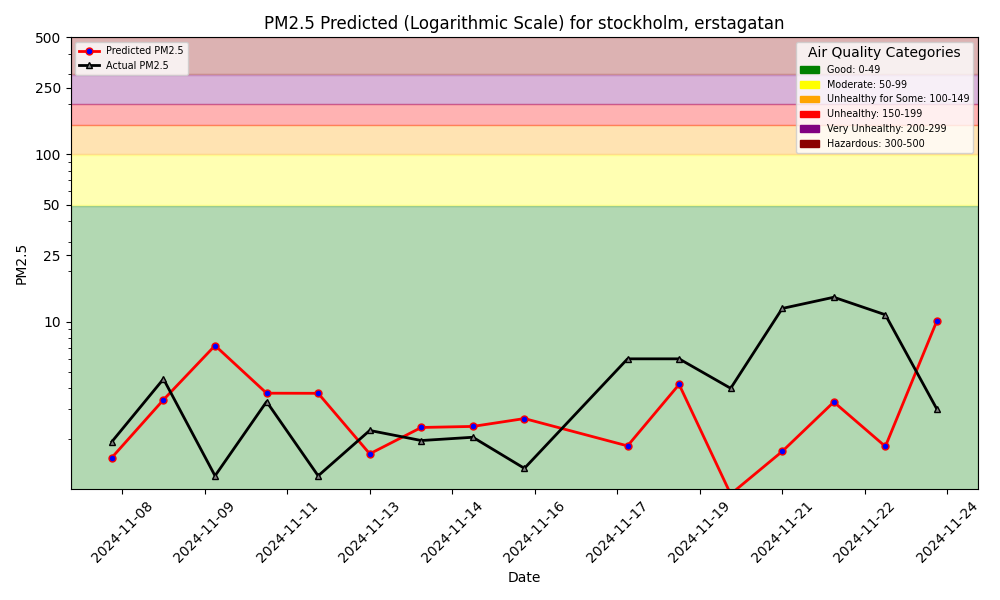 PM2.5 Predicted (Logarithmic Scale) for stockholm, erstagatan
500
250
100
50
25
10
PM2.5
Predicted PM2.5
Actual PM2.5
Air Quality Categories
Good: 0-49
Moderate: 50-99
Unhealthy for Some: 100-149
Unhealthy: 150-199
Very Unhealthy: 200-299
Hazardous: 300-500
2024-11-08
2024-11-09
2024-11-11
2024-11-13
2024-11-14
2024-11-16
2024-11-17
2024-11-19
2024-11-21
2024-11-22
2024-11-24
Date